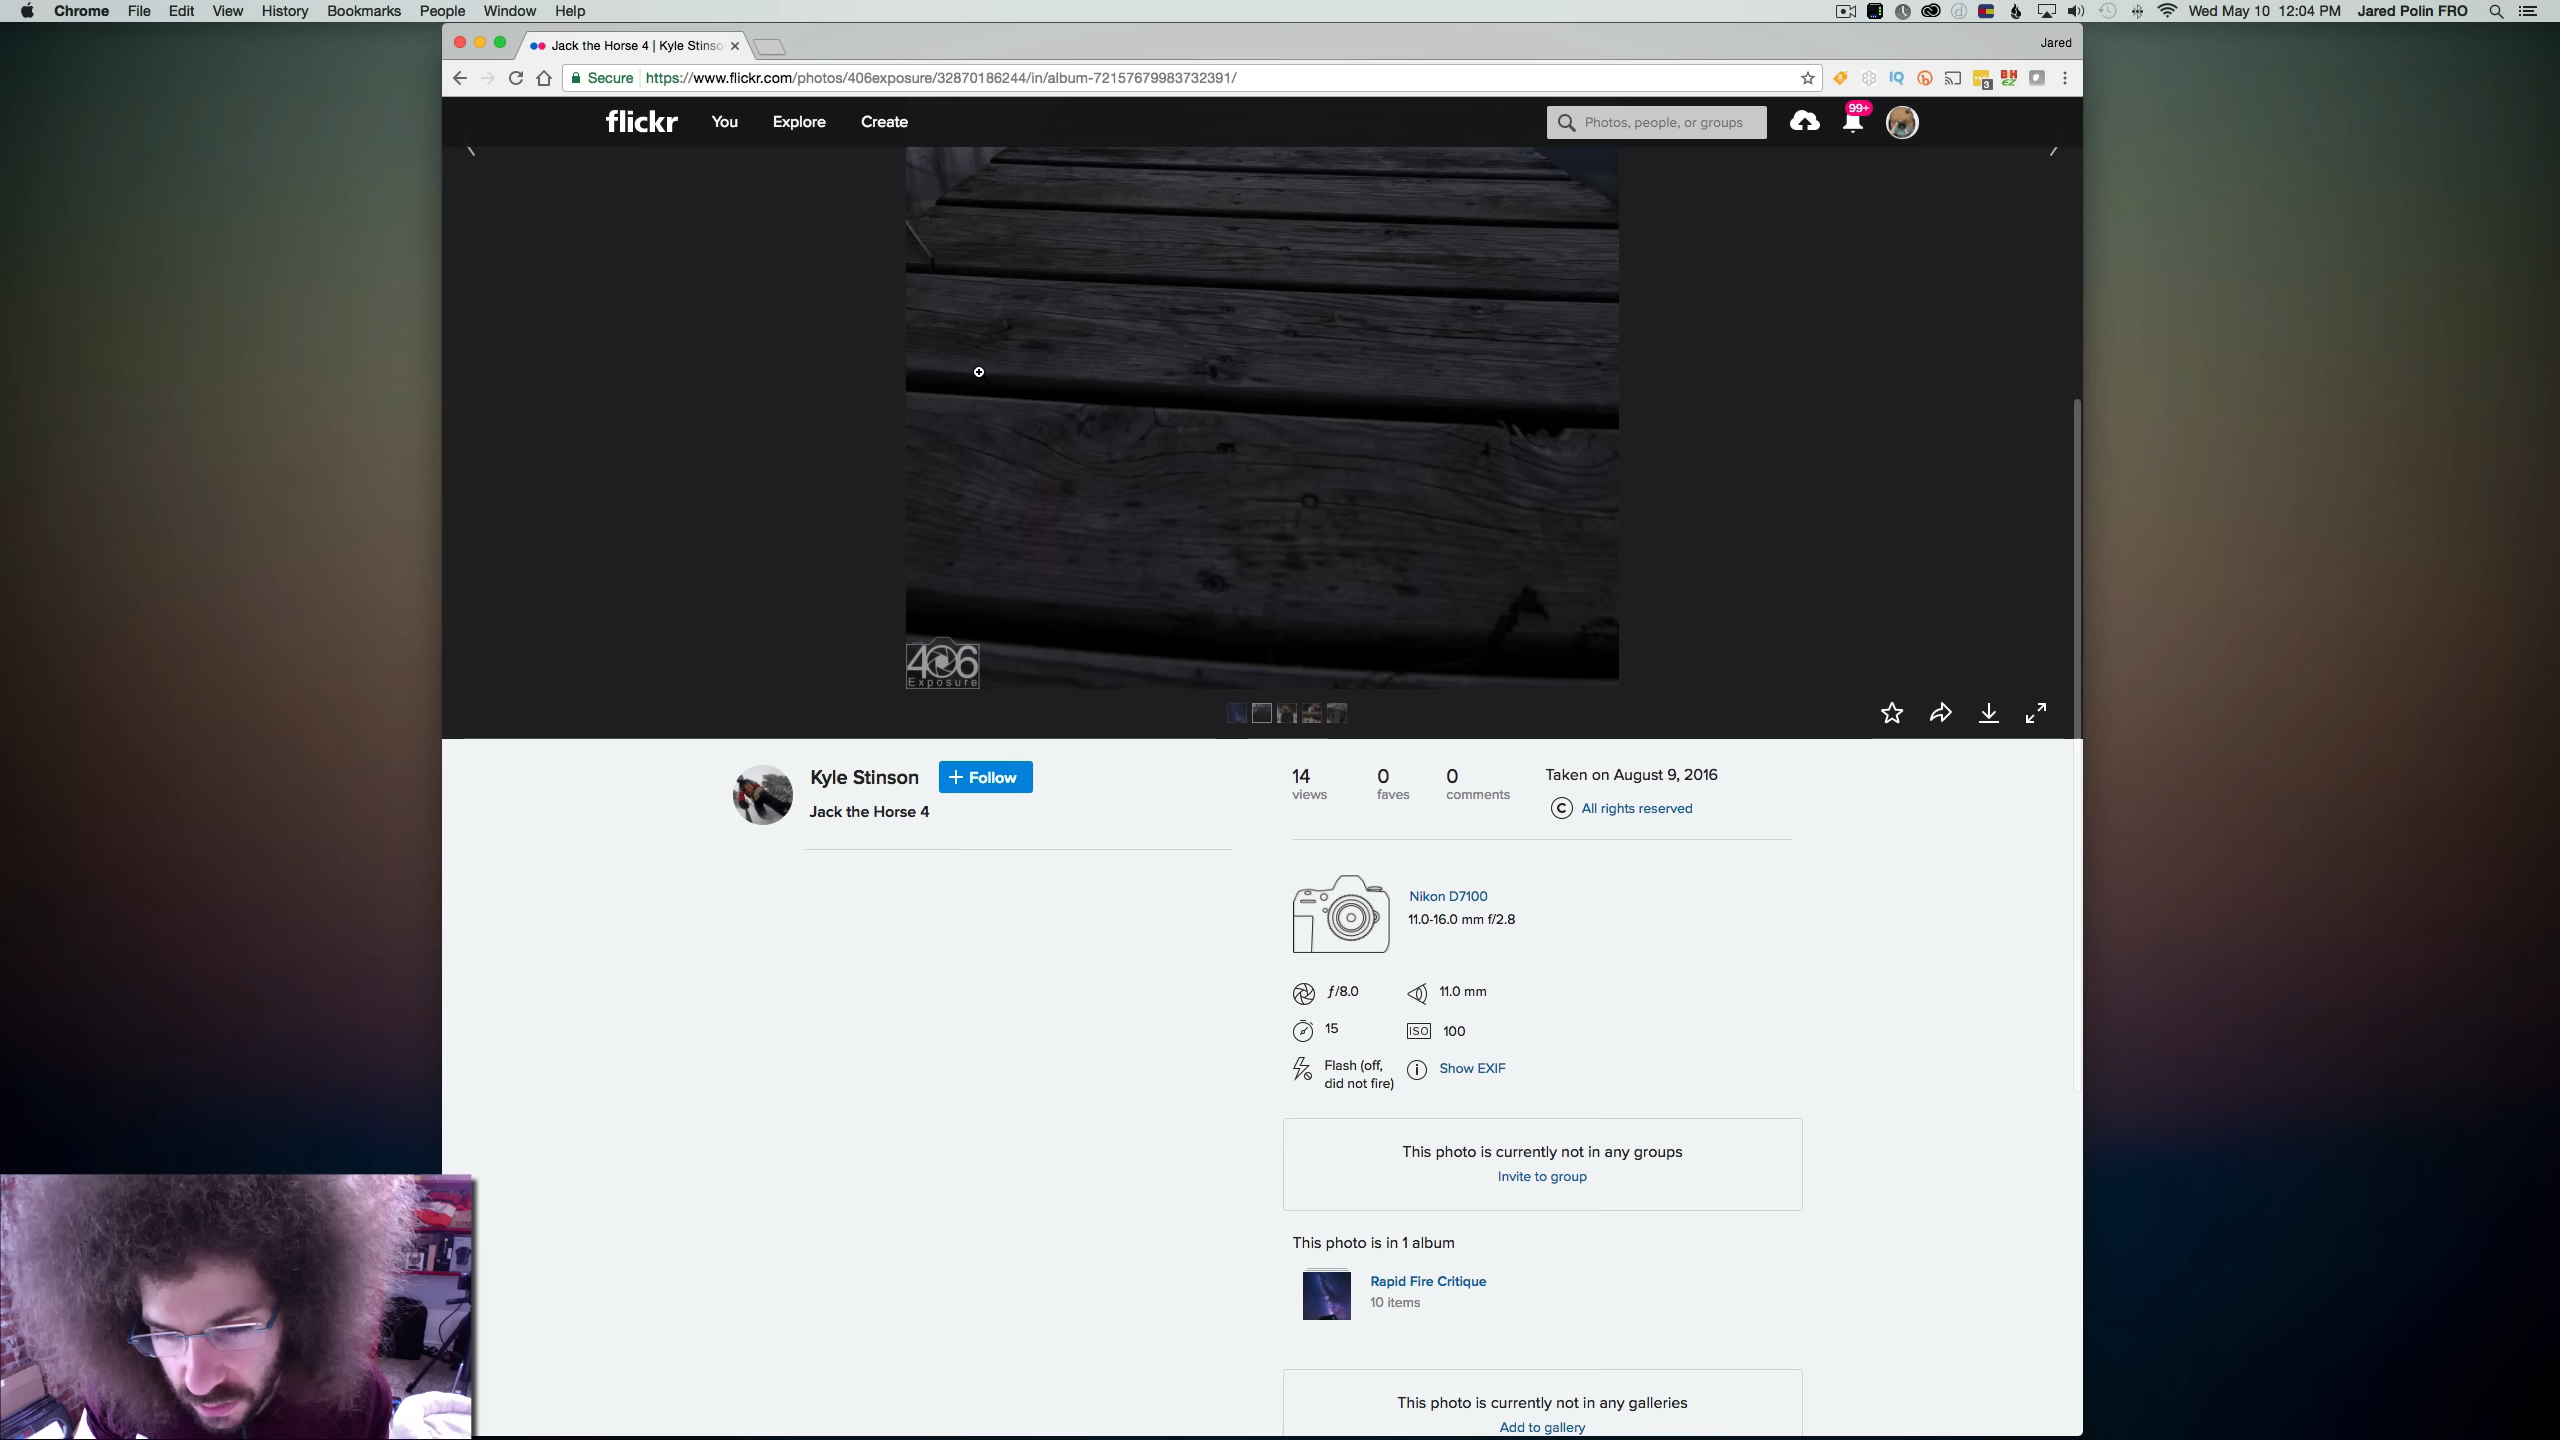 Chrome File Edit View History Bookmarks People Window Help
Wed May 10 12:04 PM Jared Polin FRO
Jack the Horse 4 | Kyle Stinso
Jared
Secure https://www.flickr.com/photos/406exposure/32870186244/in/album-72157679983732391/
IQ
3
BH
EZ
flickr You Explore Create
Photos, people, or groups
99+
406
Exposure
Kyle Stinson
+ Follow
Jack the Horse 4
14
views
0
faves
0
comments
Taken on August 9, 2016
All rights reserved
Nikon D7100
11.0-16.0 mm f/2.8
ƒ/8.0
11.0 mm
15
ISO 100
Flash (off,
did not fire)
Show EXIF
This photo is currently not in any groups
Invite to group
This photo is in 1 album
Rapid Fire Critique
10 items
This photo is currently not in any galleries
Add to gallery